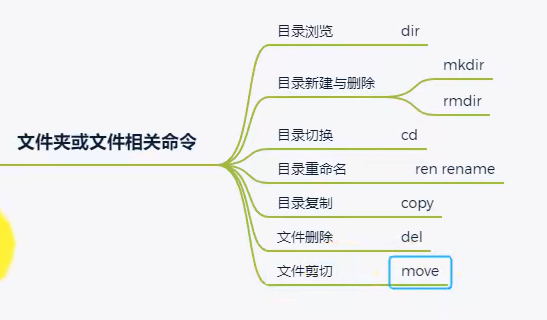 目录浏览 dir
目录新建与删除 mkdir
rmdir
文件夹或文件相关命令
目录切换 cd
目录重命名 ren rename
目录复制 copy
文件删除 del
文件剪切 move